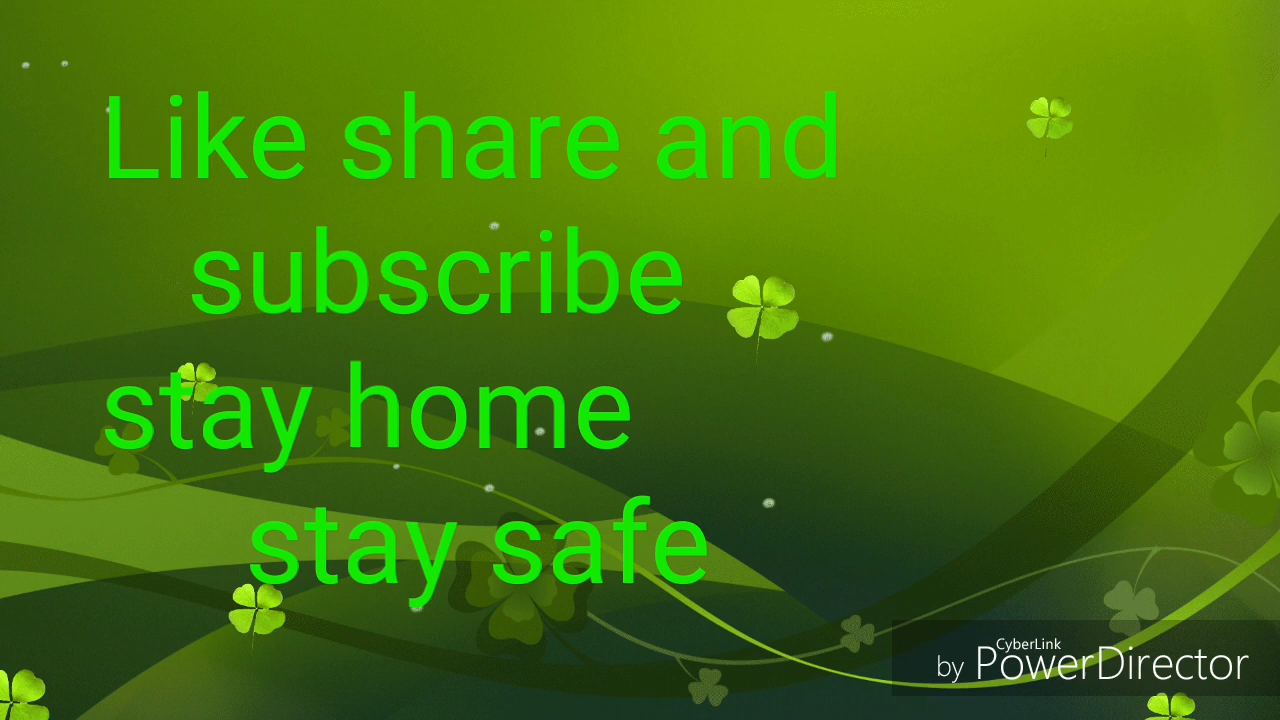 Like share and
subscribe
stay home
stay safe
CyberLink
by PowerDirector